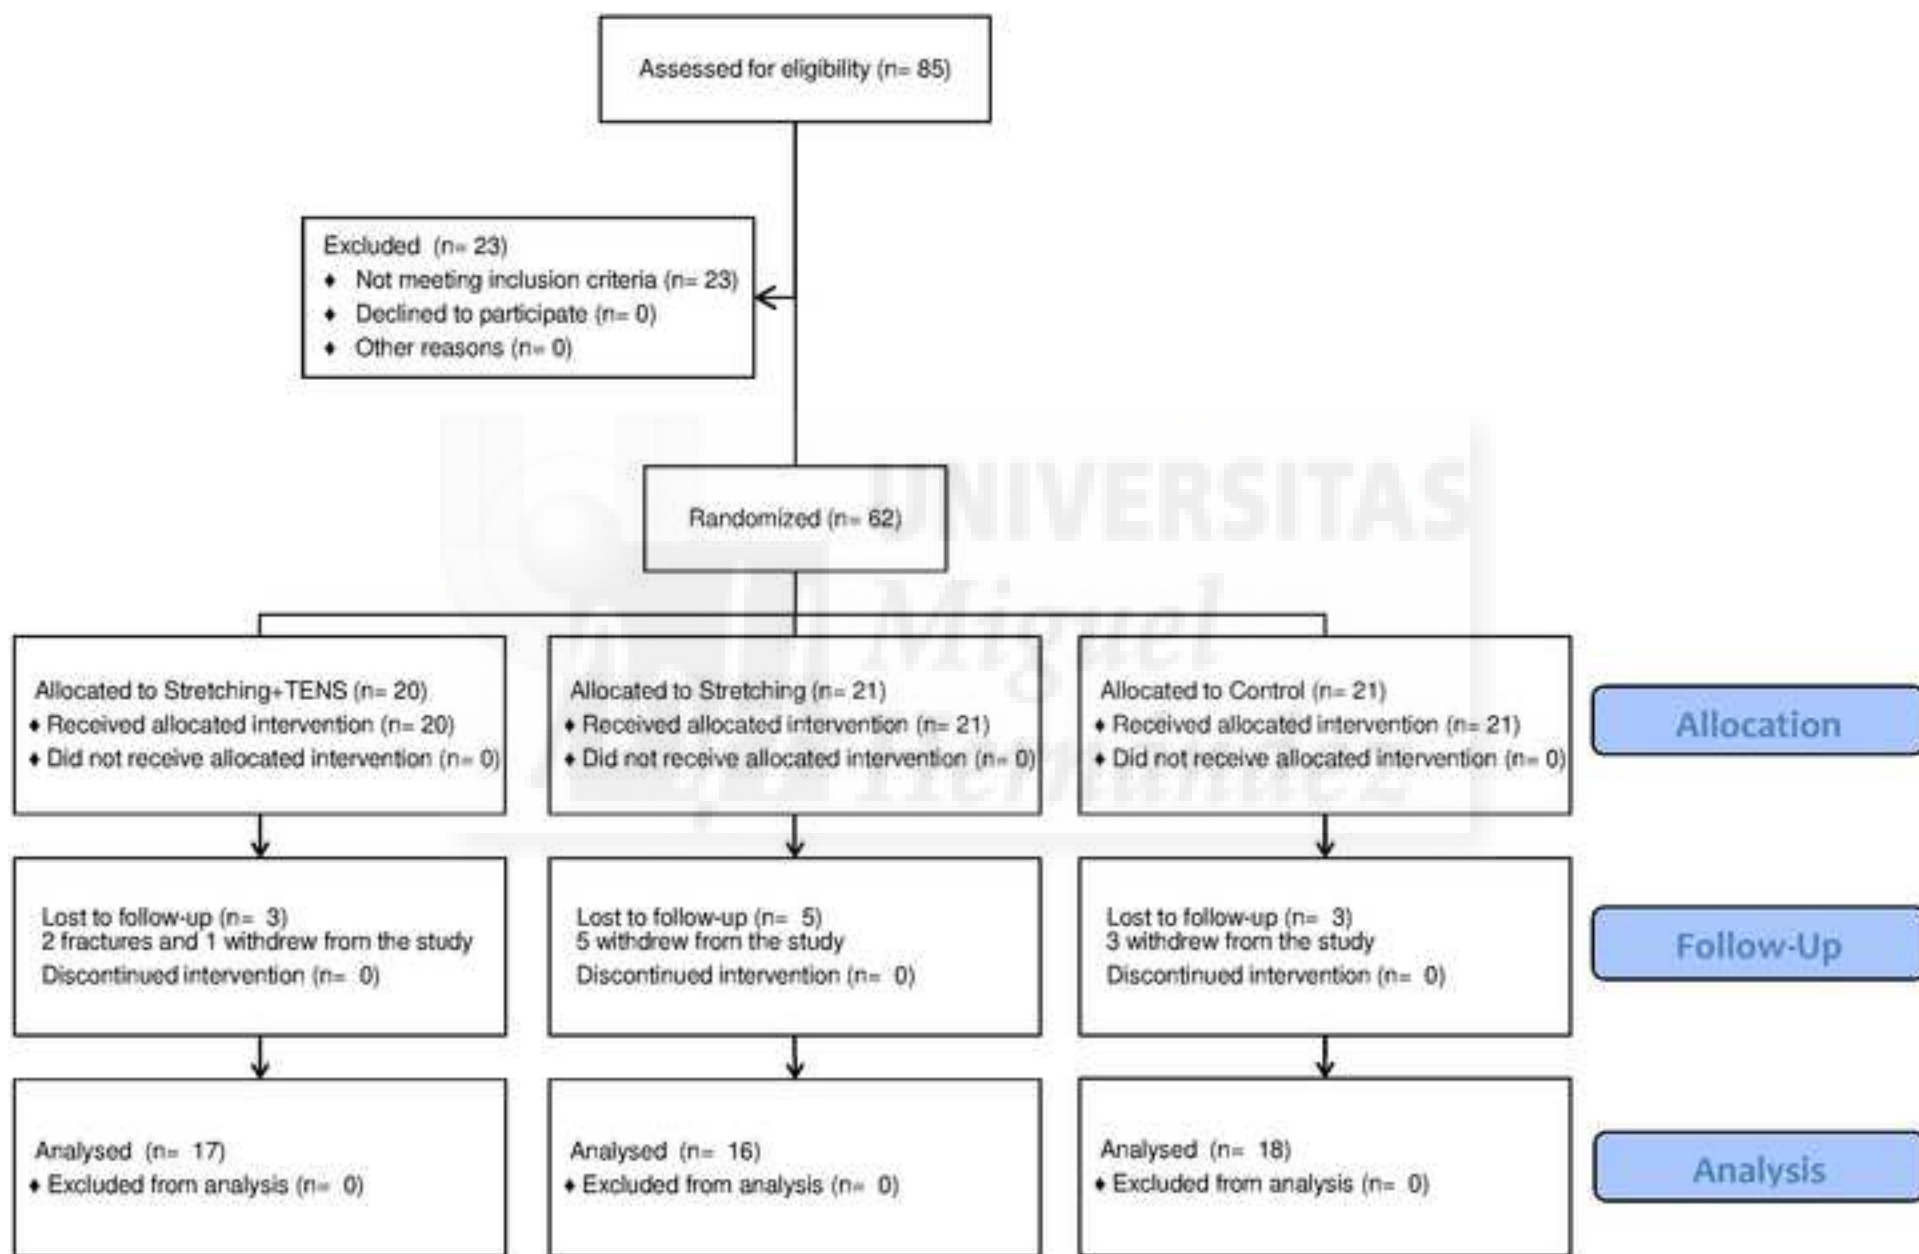 Assessed for eligibility (n= 85)
Excluded (n= 23)
♦ Not meeting inclusion criteria (n= 23)
♦ Declined to participate (n= 0)
♦ Other reasons (n= 0)
UNIVERSITAS
Miguel
Hernández
Randomized (n= 62)
Allocated to Stretching+TENS (n= 20)
♦ Received allocated intervention (n= 20)
♦ Did not receive allocated intervention (n= 0)
Allocated to Stretching (n= 21)
♦ Received allocated intervention (n= 21)
♦ Did not receive allocated intervention (n= 0)
Allocated to Control (n= 21)
♦ Received allocated intervention (n= 21)
♦ Did not receive allocated intervention (n= 0)
Allocation
Lost to follow-up (n= 3)
2 fractures and 1 withdrew from the study
Discontinued intervention (n= 0)
Lost to follow-up (n= 5)
5 withdrew from the study
Discontinued intervention (n= 0)
Lost to follow-up (n= 3)
3 withdrew from the study
Discontinued intervention (n= 0)
Follow-Up
Analysed (n= 17)
♦ Excluded from analysis (n= 0)
Analysed (n= 16)
♦ Excluded from analysis (n= 0)
Analysed (n= 18)
♦ Excluded from analysis (n= 0)
Analysis